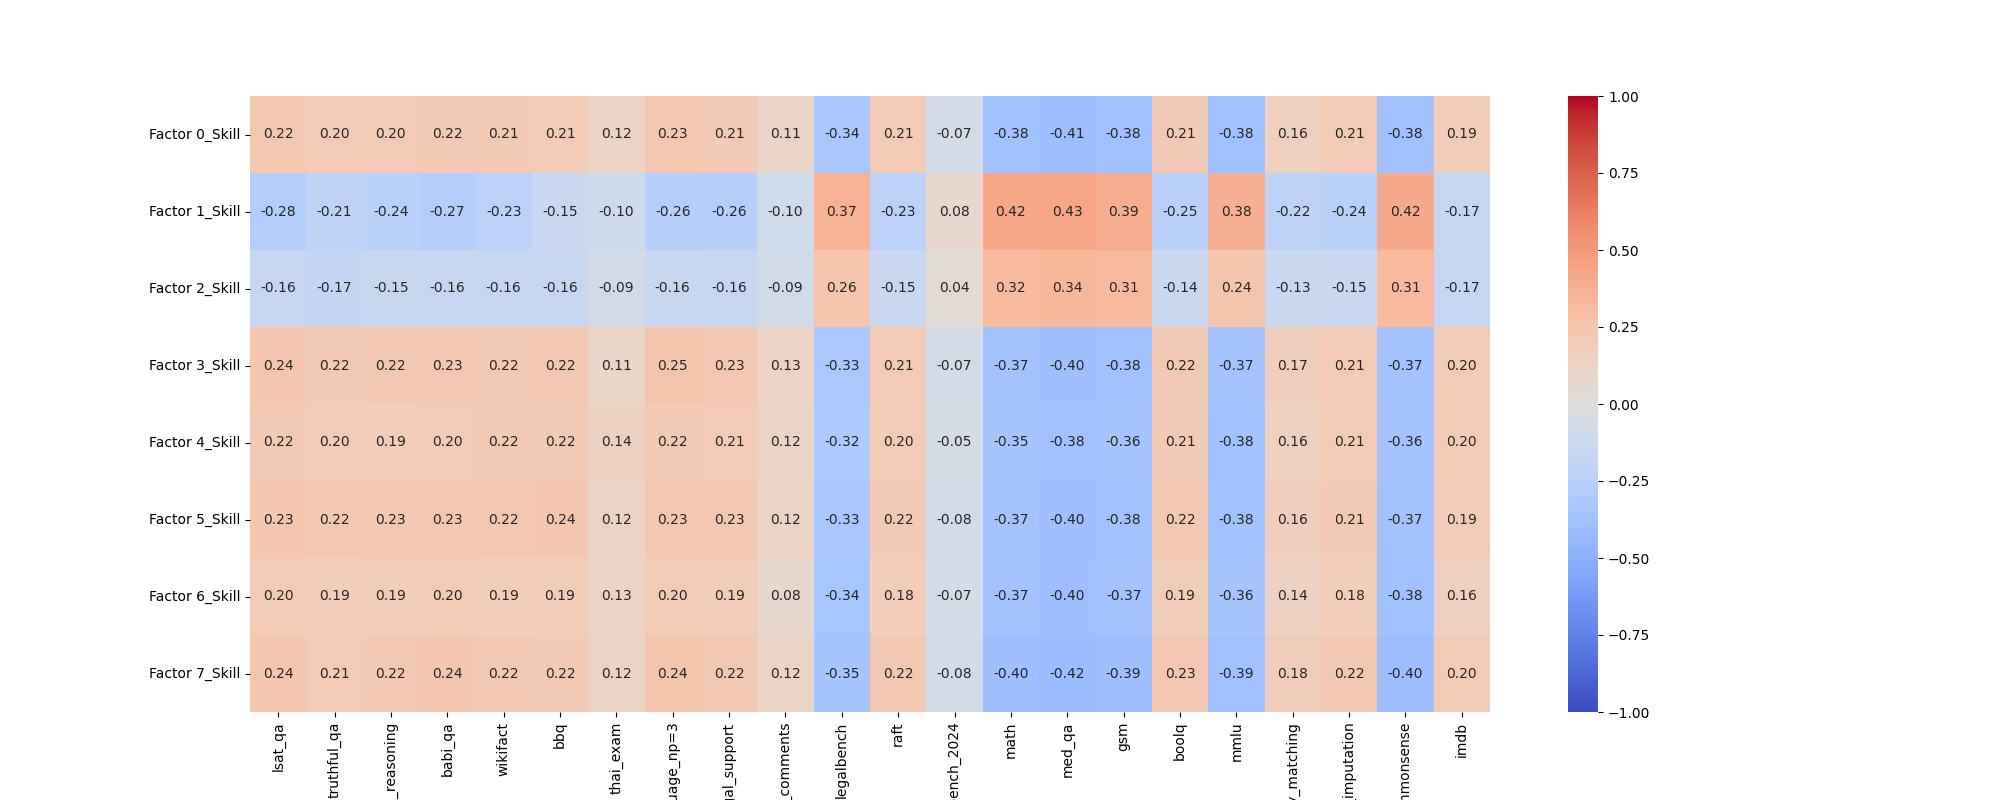 Factor 0_Skill 0.22 0.20 0.20 0.22 0.21 0.21 0.12 0.23 0.21 0.11 -0.34 0.21 -0.07 -0.38 -0.41 -0.38 0.21 -0.38 0.16 0.21 -0.38 0.19
Factor 1_Skill -0.28 -0.21 -0.24 -0.27 -0.23 -0.15 -0.10 -0.26 -0.26 -0.10 0.37 -0.23 0.08 0.42 0.43 0.39 -0.25 0.38 -0.22 -0.24 0.42 -0.17
Factor 2_Skill -0.16 -0.17 -0.15 -0.16 -0.16 -0.16 -0.09 -0.16 -0.16 -0.09 0.26 -0.15 0.04 0.32 0.34 0.31 -0.14 0.24 -0.13 -0.15 0.31 -0.17
Factor 3_Skill 0.24 0.22 0.22 0.23 0.22 0.22 0.11 0.25 0.23 0.13 -0.33 0.21 -0.07 -0.37 -0.40 -0.38 0.22 -0.37 0.17 0.21 -0.37 0.20
Factor 4_Skill 0.22 0.20 0.19 0.20 0.22 0.22 0.14 0.22 0.21 0.12 -0.32 0.20 -0.05 -0.35 -0.38 -0.36 0.21 -0.38 0.16 0.21 -0.36 0.20
Factor 5_Skill 0.23 0.22 0.23 0.23 0.22 0.24 0.12 0.23 0.23 0.12 -0.33 0.22 -0.08 -0.37 -0.40 -0.38 0.22 -0.38 0.16 0.21 -0.37 0.19
Factor 6_Skill 0.20 0.19 0.19 0.20 0.19 0.19 0.13 0.20 0.19 0.08 -0.34 0.18 -0.07 -0.37 -0.40 -0.37 0.19 -0.36 0.14 0.18 -0.38 0.16
Factor 7_Skill 0.24 0.21 0.22 0.24 0.22 0.22 0.12 0.24 0.22 0.12 -0.35 0.22 -0.08 -0.40 -0.42 -0.39 0.23 -0.39 0.18 0.22 -0.40 0.20
lsat_qa
truthful_qa
_reasoning
babi_qa
wikifact
bbq
thai_exam
uage_np=3
gal_support
_comments
legalbench
raft
ench_2024
math
med_qa
gsm
boolq
mmlu
_matching
imputation
mmonsense
imdb
1.00
0.75
0.50
0.25
0.00
−0.25
−0.50
−0.75
−1.00